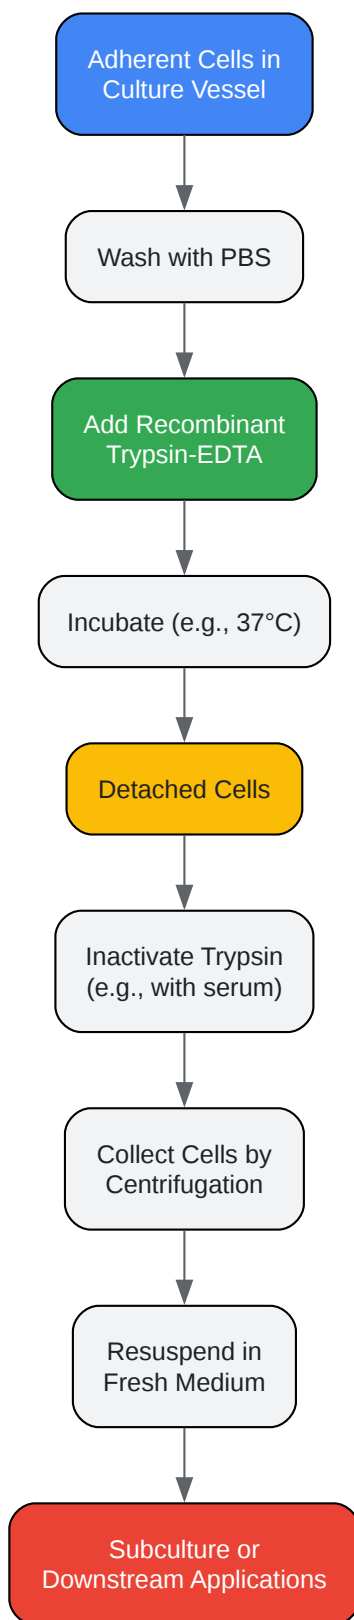 Adherent Cells in
Culture Vessel
Wash with PBS
Add Recombinant
Trypsin-EDTA
Incubate (e.g., 37°C)
Detached Cells
Inactivate Trypsin
(e.g., with serum)
Collect Cells by
Centrifugation
Resuspend in
Fresh Medium
Subculture or
Downstream Applications